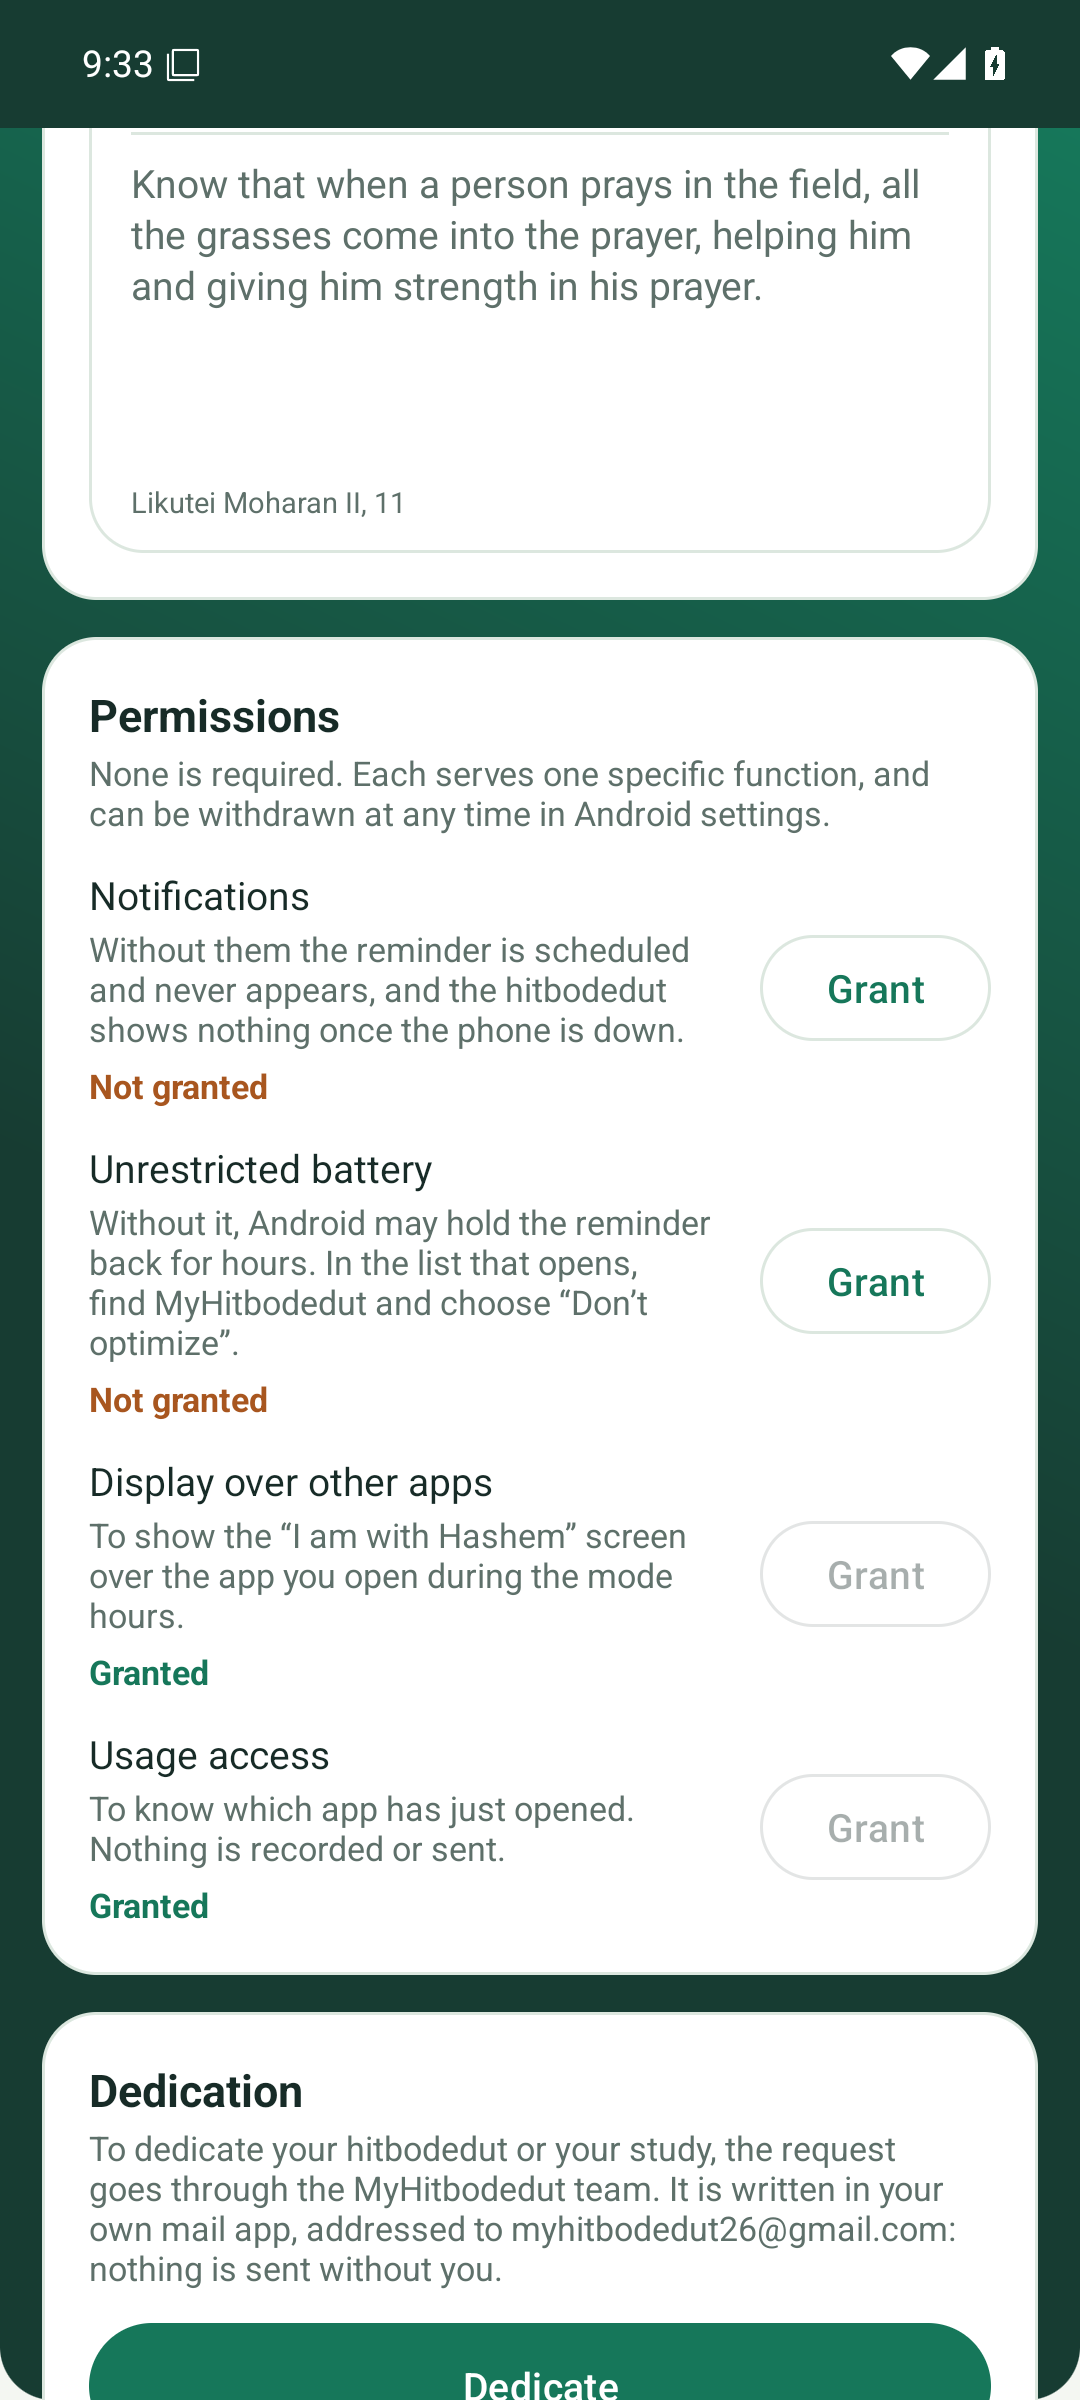 9:33
Know that when a person prays in the field, all
the grasses come into the prayer, helping him
and giving him strength in his prayer.
Likutei Moharan II, 11
Permissions
None is required. Each serves one specific function, and
can be withdrawn at any time in Android settings.
Notifications
Without them the reminder is scheduled
and never appears, and the hitbodedut
shows nothing once the phone is down.
Grant
Not granted
Unrestricted battery
Without it, Android may hold the reminder
back for hours. In the list that opens,
find MyHitbodedut and choose “Don’t
optimize”.
Grant
Not granted
Display over other apps
To show the “I am with Hashem” screen
over the app you open during the mode
hours.
Grant
Granted
Usage access
To know which app has just opened.
Nothing is recorded or sent.
Grant
Granted
Dedication
To dedicate your hitbodedut or your study, the request
goes through the MyHitbodedut team. It is written in your
own mail app, addressed to myhitbodedut26@gmail.com:
nothing is sent without you.
Dedicate